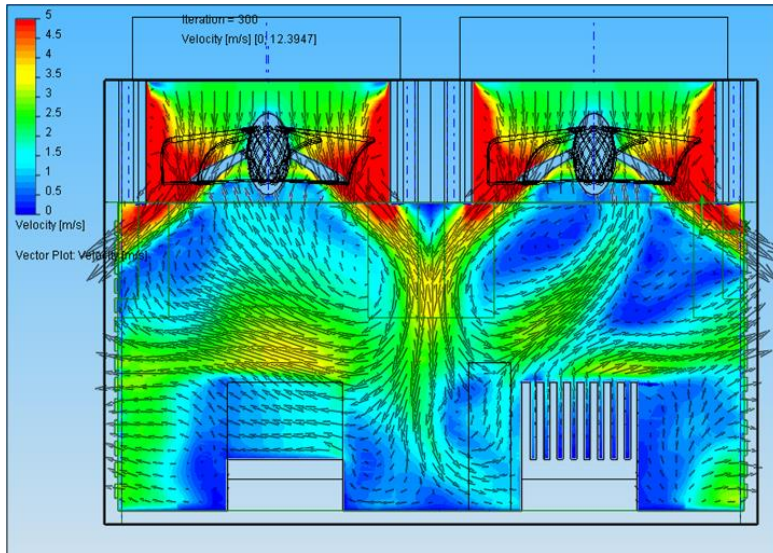 5
4.5
4
3.5
3
2.5
2
1.5
1
0.5
0
Velocity [m/s]
Vector Plot: Velocity [m/s]
Iteration = 300
Velocity [m/s] [0, 12.3947]